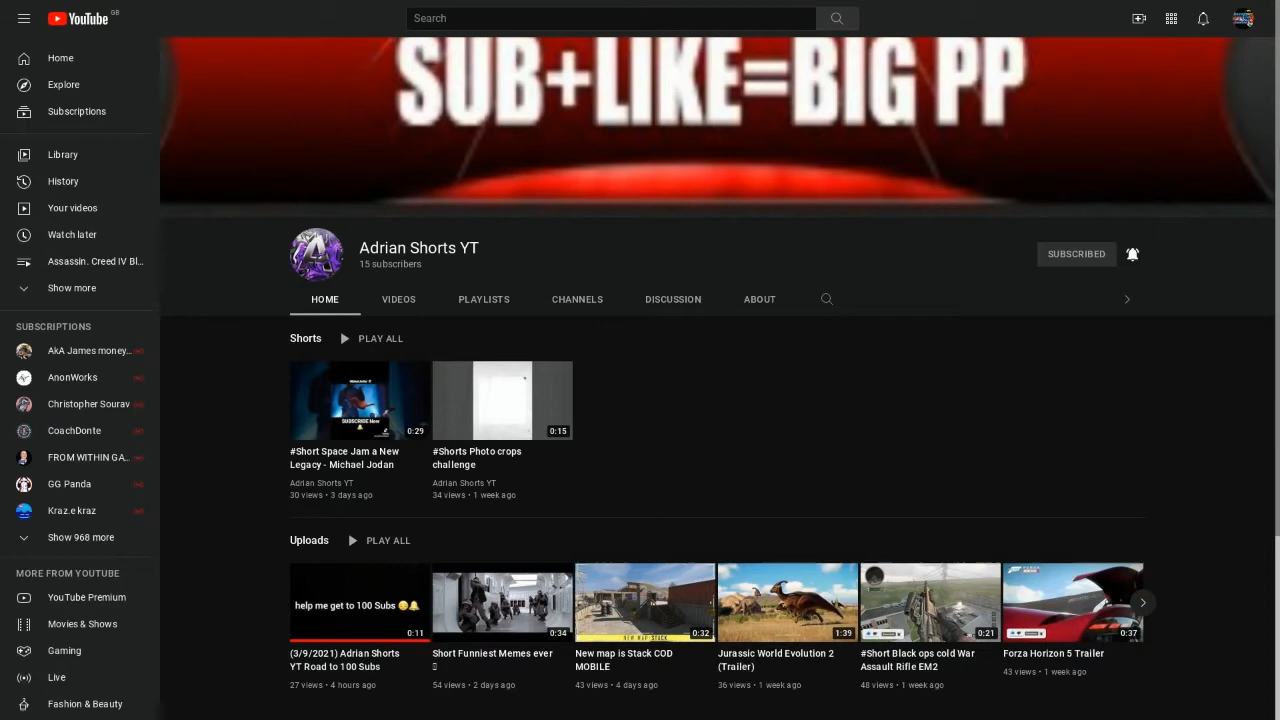 YouTube GB
Search
Home
Explore
Subscriptions
Library
History
Your videos
Watch later
Assassin. Creed IV Bl...
Show more
SUBSCRIPTIONS
AkA James money...
AnonWorks
Christopher Sourav
CoachDonte
FROM WITHIN GA...
GG Panda
Kraz.e kraz
Show 968 more
MORE FROM YOUTUBE
YouTube Premium
Movies & Shows
Gaming
Live
Fashion & Beauty
SUB+LIKE=BIG PP
Adrian Shorts YT
15 subscribers
SUBSCRIBED
HOME VIDEOS PLAYLISTS CHANNELS DISCUSSION ABOUT
Shorts PLAY ALL
SUBSCRIBE Now
0:29
#Short Space Jam a New
Legacy - Michael Jodan
Adrian Shorts YT
30 views • 3 days ago
0:15
#Shorts Photo crops
challenge
Adrian Shorts YT
34 views • 1 week ago
Uploads PLAY ALL
help me get to 100 Subs 😔🔔
0:11
(3/9/2021) Adrian Shorts
YT Road to 100 Subs
27 views • 4 hours ago
0:34
Short Funniest Memes ever
54 views • 2 days ago
NEW MAP STACK
0:32
New map is Stack COD
MOBILE
43 views • 4 days ago
1:39
Jurassic World Evolution 2
(Trailer)
36 views • 1 week ago
0:21
#Short Black ops cold War
Assault Rifle EM2
48 views • 1 week ago
0:37
Forza Horizon 5 Trailer
43 views • 1 week ago